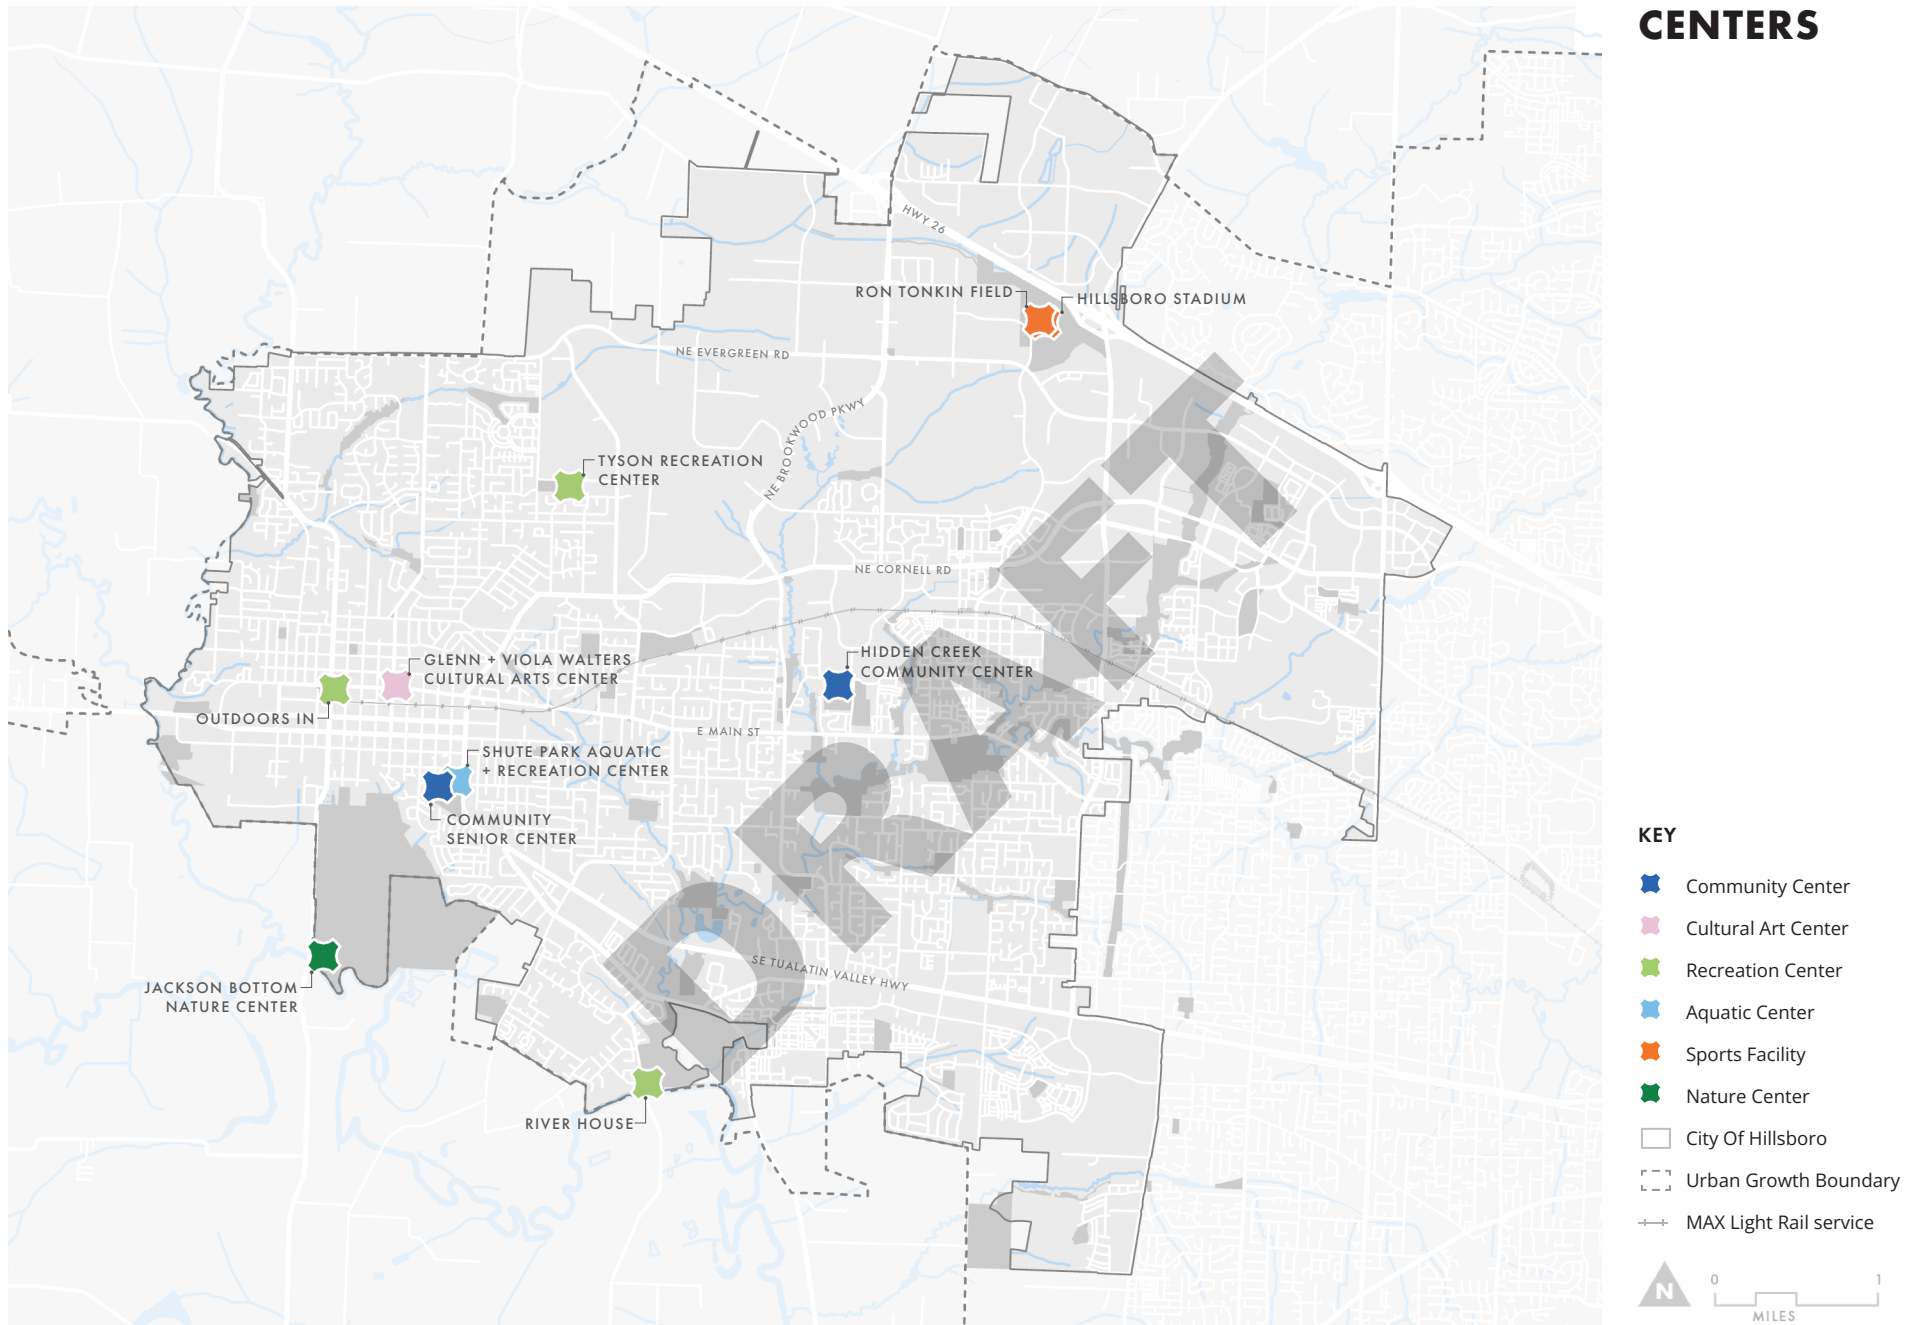 CENTERS
HWY 26
RON TONKIN FIELD
HILLSBORO STADIUM
NE EVERGREEN RD
NE BROOKWOOD PKWY
TYSON RECREATION
CENTER
NE CORNELL RD
GLENN + VIOLA WALTERS
CULTURAL ARTS CENTER
HIDDEN CREEK
COMMUNITY CENTER
OUTDOORS IN
E MAIN ST
SHUTE PARK AQUATIC
+ RECREATION CENTER
COMMUNITY
SENIOR CENTER
SE TUALATIN VALLEY HWY
JACKSON BOTTOM
NATURE CENTER
RIVER HOUSE
DRAFT
KEY
Community Center
Cultural Art Center
Recreation Center
Aquatic Center
Sports Facility
Nature Center
City Of Hillsboro
Urban Growth Boundary
MAX Light Rail service
N
0 1
MILES